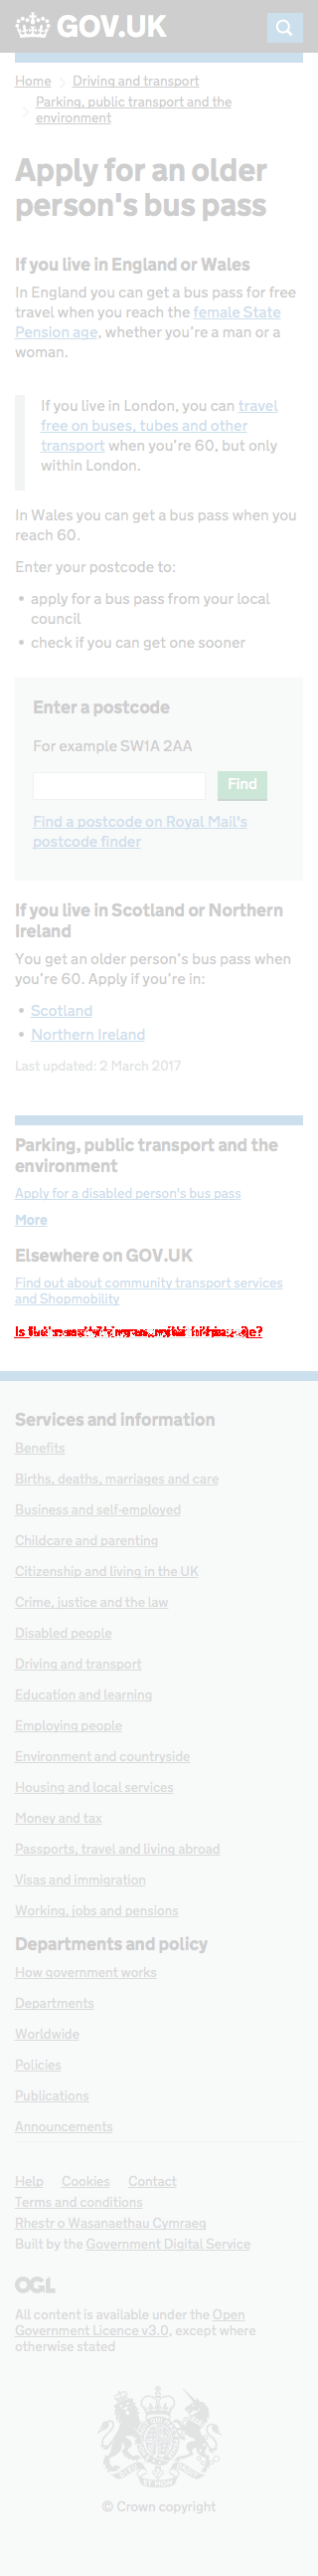 GOV.UK
Home Driving and transport
Parking, public transport and the
environment
Apply for an older
person's bus pass
If you live in England or Wales
In England you can get a bus pass for free
travel when you reach the female State
Pension age, whether you're a man or a
woman.
If you live in London, you can travel
free on buses, tubes and other
transport when you're 60, but only
within London.
In Wales you can get a bus pass when you
reach 60.
Enter your postcode to:
• apply for a bus pass from your local
council
• check if you can get one sooner
Enter a postcode
For example SW1A 2AA
Find
Find a postcode on Royal Mail's
postcode finder
If you live in Scotland or Northern
Ireland
You get an older person's bus pass when
you're 60. Apply if you're in:
• Scotland
• Northern Ireland
Last updated: 2 March 2017
Parking, public transport and the
environment
Apply for a disabled person's bus pass
More
Elsewhere on GOV.UK
Find out about community transport services
and Shopmobility
Services and information
Benefits
Births, deaths, marriages and care
Business and self-employed
Childcare and parenting
Citizenship and living in the UK
Crime, justice and the law
Disabled people
Driving and transport
Education and learning
Employing people
Environment and countryside
Housing and local services
Money and tax
Passports, travel and living abroad
Visas and immigration
Working, jobs and pensions
Departments and policy
How government works
Departments
Worldwide
Policies
Publications
Announcements
Help Cookies Contact
Terms and conditions
Rhestr o Wasanaethau Cymraeg
Built by the Government Digital Service
OGL
All content is available under the Open
Government Licence v3.0, except where
otherwise stated
© Crown copyright